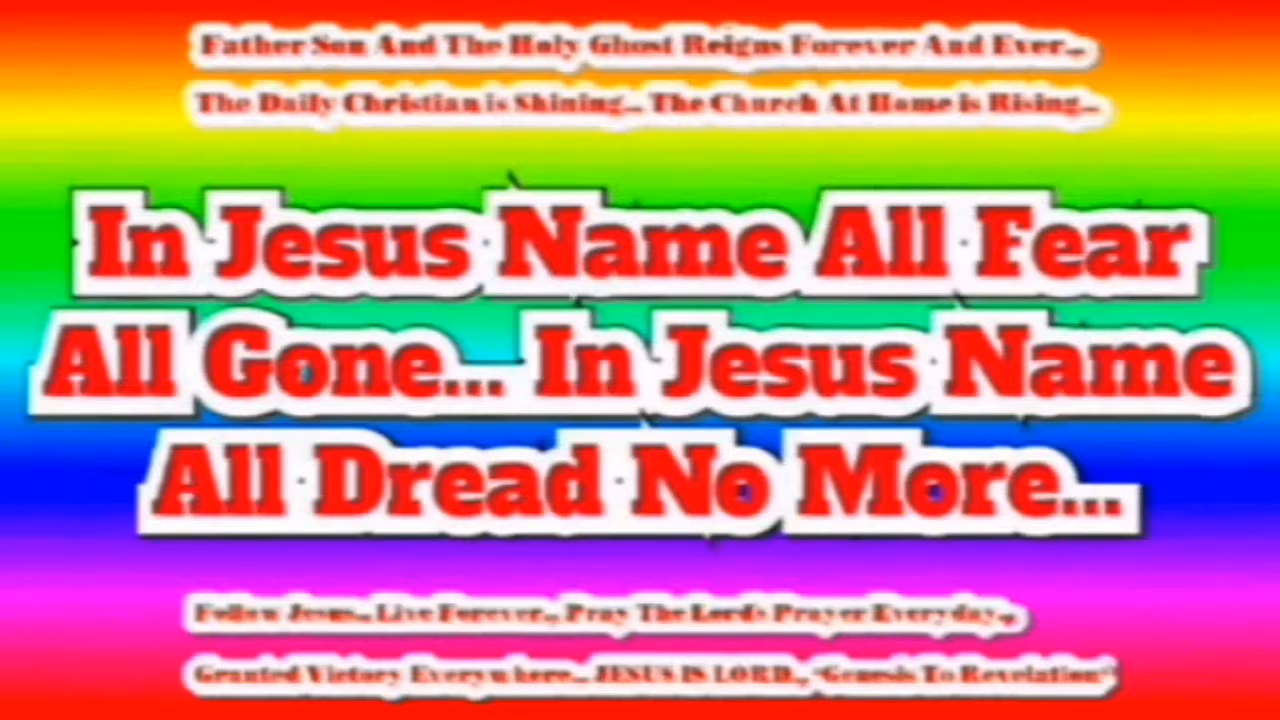 Father Son And The Holy Ghost Reigns Forever And Ever...
The Daily Christian is Shining... The Church At Home is Rising...
In Jesus Name All Fear
All Gone... In Jesus Name
All Dread No More...
Follow Jesus... Live Forever... Pray The Lords Prayer Everyday...
Granted Victory Everywhere... JESUS IS LORD... "Genesis To Revelation"